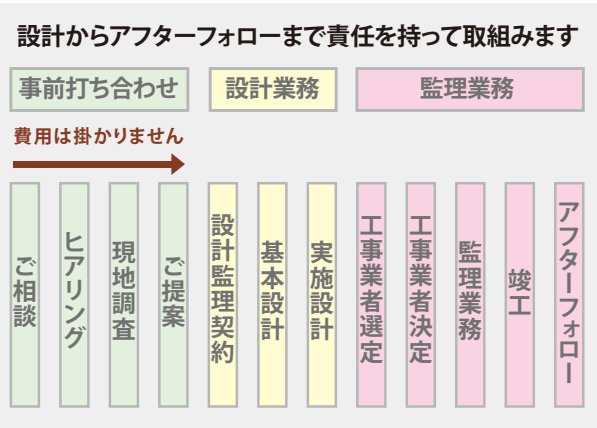 設計からアフターフォローまで責任を持って取組みます
事前打ち合わせ
設計業務
監理業務
費用は掛かりません
ご相談
ヒアリング
現地調査
ご提案
設計監理契約
基本設計
実施設計
工事業者選定
工事業者決定
監理業務
竣工
アフターフォロー